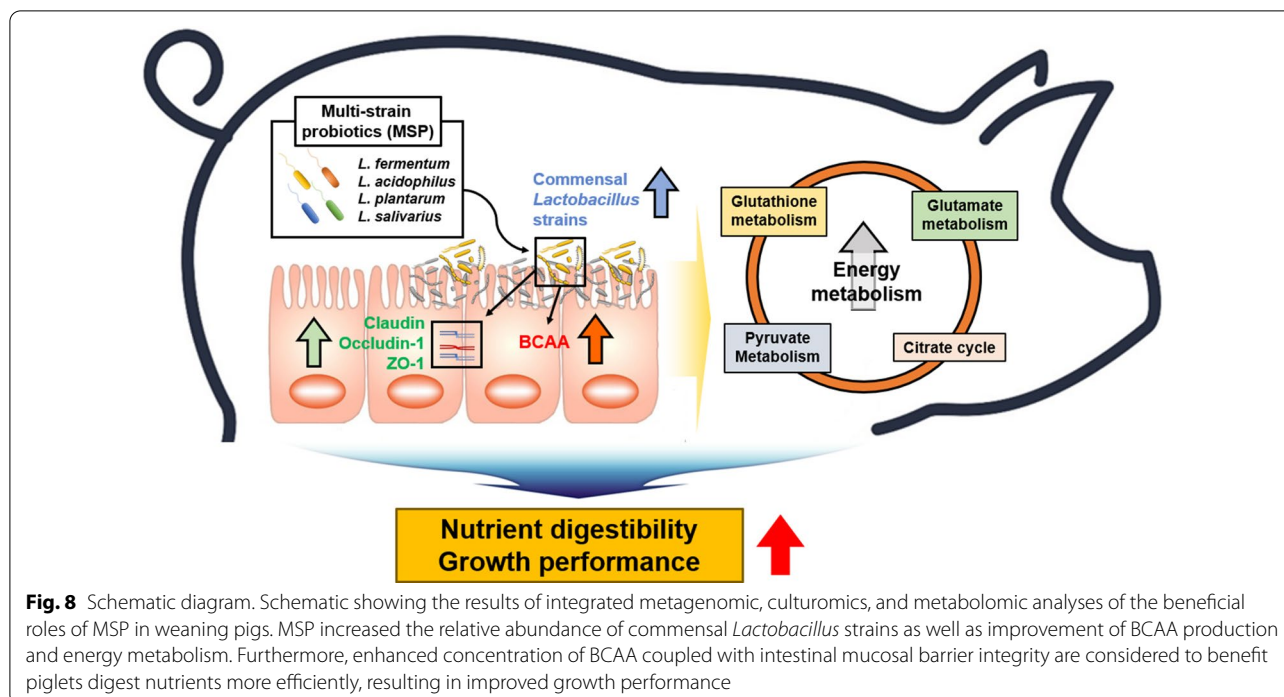 Multi-strain
probiotics (MSP)
L. fermentum
L. acidophilus
L. plantarum
L. salivarius
Commensal
Lactobacillus
strains
Claudin
Occludin-1
ZO-1
BCAA
Glutathione
metabolism
Glutamate
metabolism
Energy
metabolism
Pyruvate
Metabolism
Citrate cycle
Nutrient digestibility
Growth performance
Fig. 8 Schematic diagram. Schematic showing the results of integrated metagenomic, culturomics, and metabolomic analyses of the beneficial
roles of MSP in weaning pigs. MSP increased the relative abundance of commensal Lactobacillus strains as well as improvement of BCAA production
and energy metabolism. Furthermore, enhanced concentration of BCAA coupled with intestinal mucosal barrier integrity are considered to benefit
piglets digest nutrients more efficiently, resulting in improved growth performance